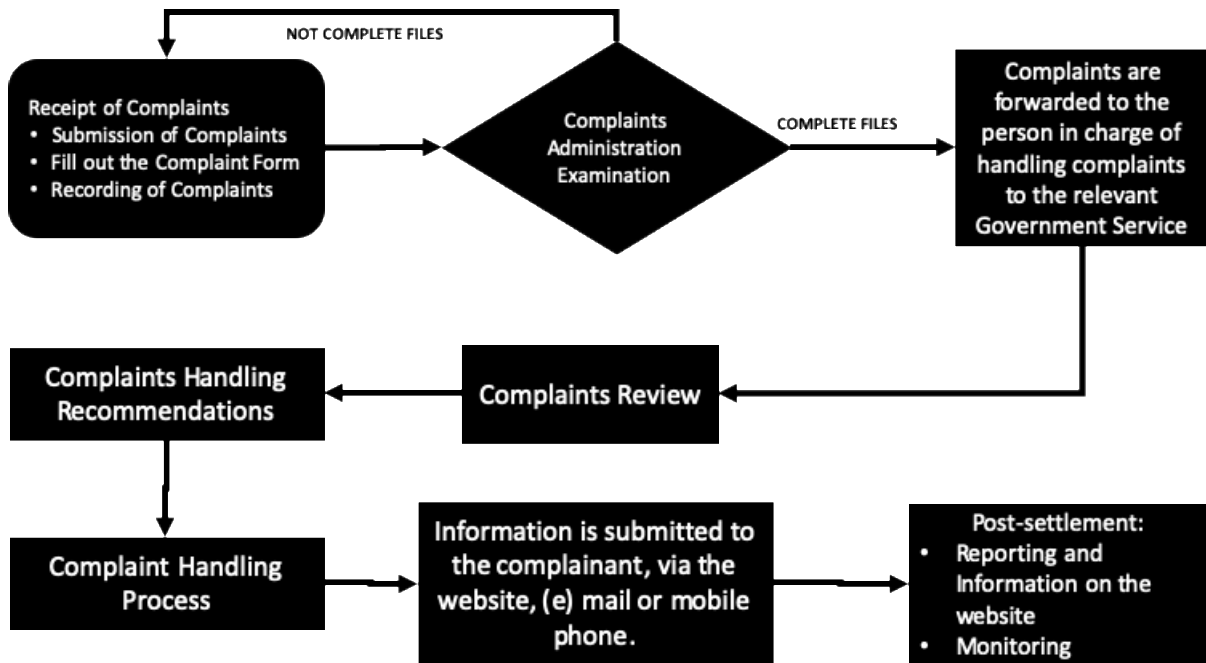 NOT COMPLETE FILES
Receipt of Complaints
• Submission of Complaints
• Fill out the Complaint Form
• Recording of Complaints
Complaints
Administration
Examination
COMPLETE FILES
Complaints are
forwarded to the
person in charge of
handling complaints
to the relevant
Government Service
Complaints Handling
Recommendations
Complaints Review
Complaint Handling
Process
Information is submitted to
the complainant, via the
website, (e) mail or mobile
phone.
Post-settlement:
• Reporting and
Information on the
website
• Monitoring